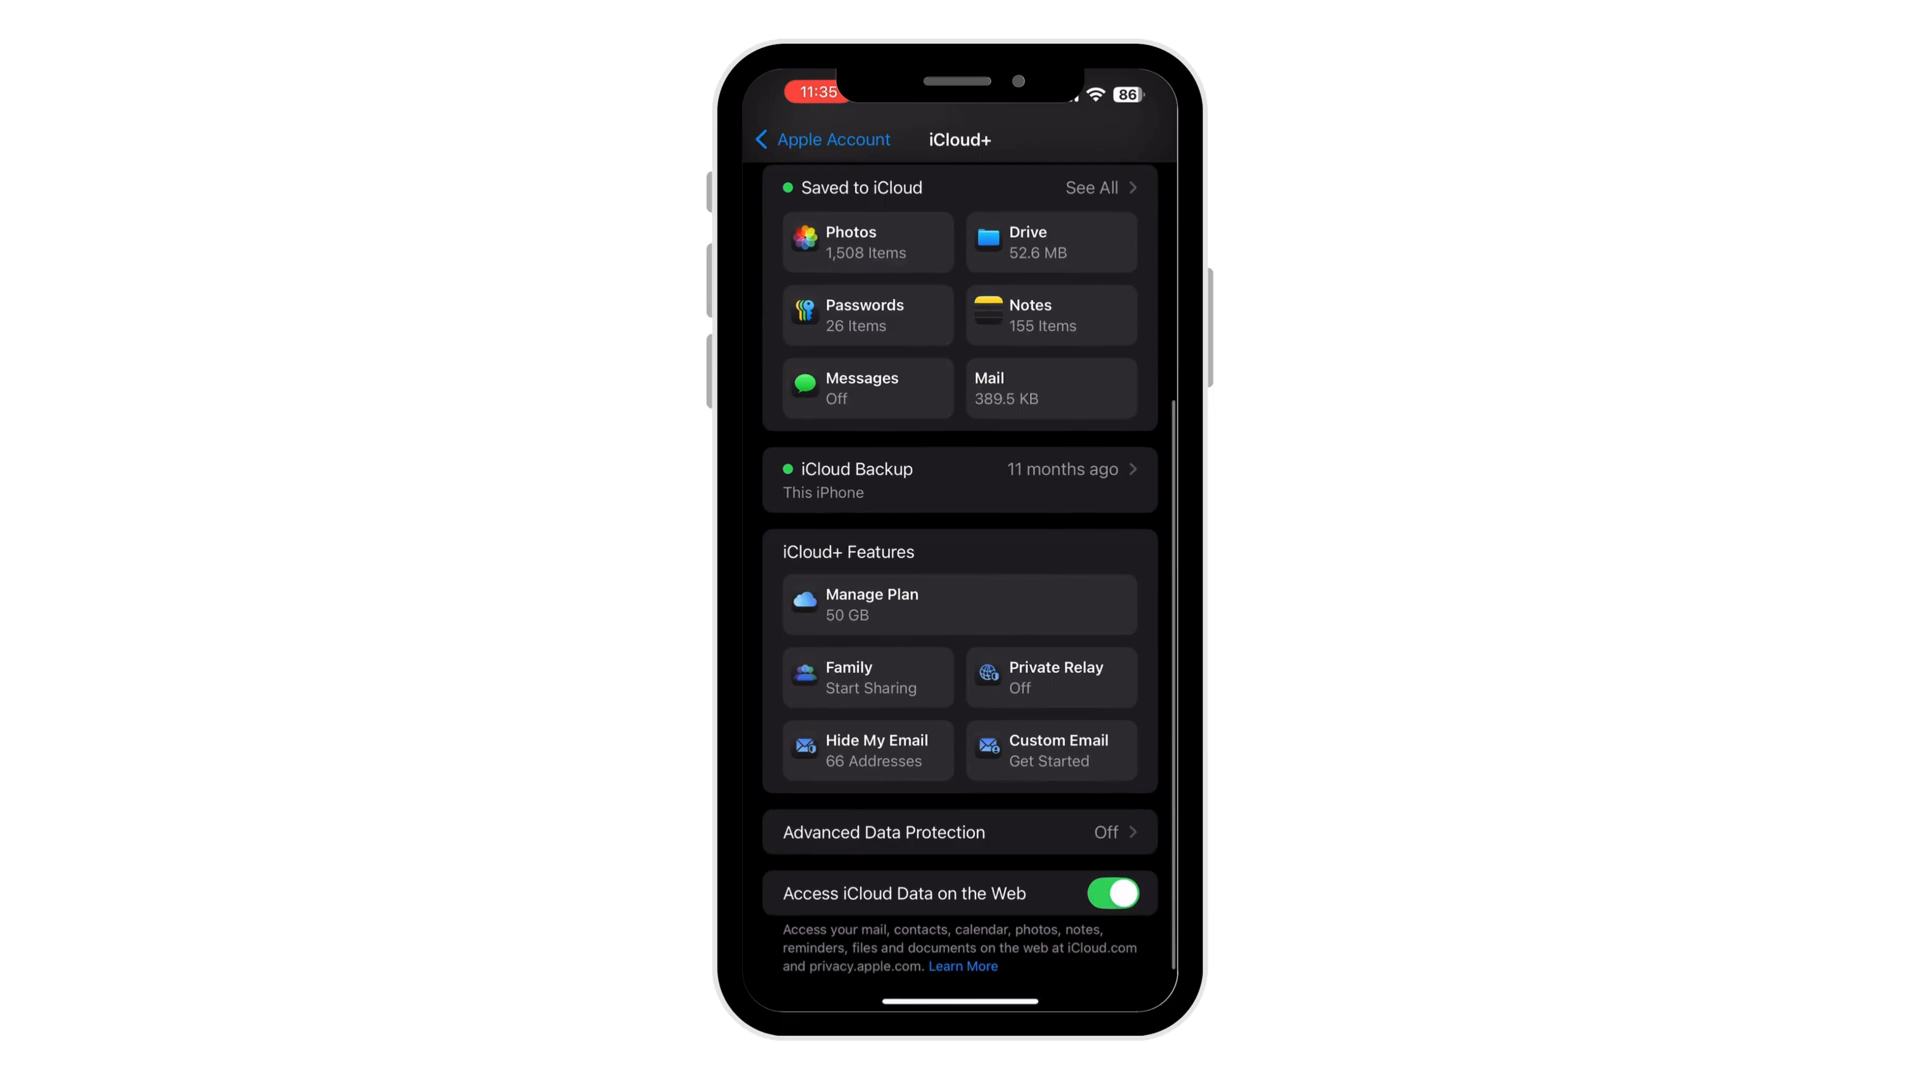 11:35
86
Apple Account
iCloud+
Saved to iCloud
See All
Photos
1,508 Items
Drive
52.6 MB
Passwords
26 Items
Notes
155 Items
Messages
Off
Mail
389.5 KB
iCloud Backup
11 months ago
This iPhone
iCloud+ Features
Manage Plan
50 GB
Family
Start Sharing
Private Relay
Off
Hide My Email
66 Addresses
Custom Email
Get Started
Advanced Data Protection
Off
Access iCloud Data on the Web
Access your mail, contacts, calendar, photos, notes,
reminders, files and documents on the web at iCloud.com
and privacy.apple.com. Learn More